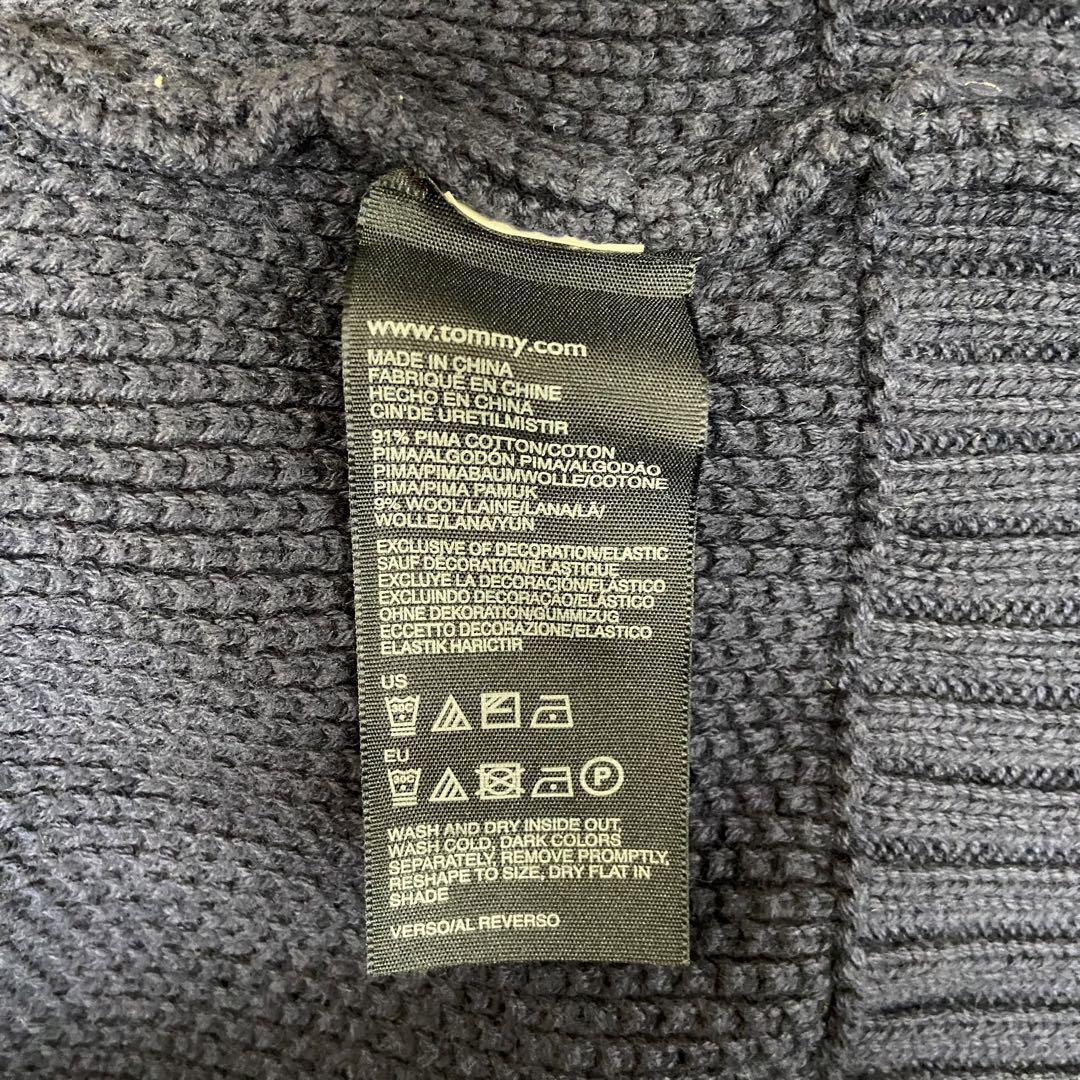 www.tommy.com
MADE IN CHINA
FABRIQUÉ EN CHINE
HECHO EN CHINA
CIN'DE URETILMISTIR
91% PIMA COTTON/COTON
PIMA/ALGODÓN PIMA/ALGODÃO
PIMA/PIMABAUMWOLLE/COTONE
PIMA/PIMA PAMUK
9% WOOL/LAINE/LANA/LÃ/
WOLLE/LANA/YUN
EXCLUSIVE OF DECORATION/ELASTIC
SAUF DÉCORATION/ÉLASTIQUE
EXCLUYE LA DECORACIÓN/ELÁSTICO
EXCLUINDO DECORAÇÃO/ELÁSTICO
OHNE DEKORATION/GUMMIZUG
ECCETTO DECORAZIONE/ELASTICO
ELASTIK HARICTIR
US
30C
EU
30C P
WASH AND DRY INSIDE OUT
WASH COLD, DARK COLORS
SEPARATELY, REMOVE PROMPTLY,
RESHAPE TO SIZE, DRY FLAT IN
SHADE
VERSO/AL REVERSO